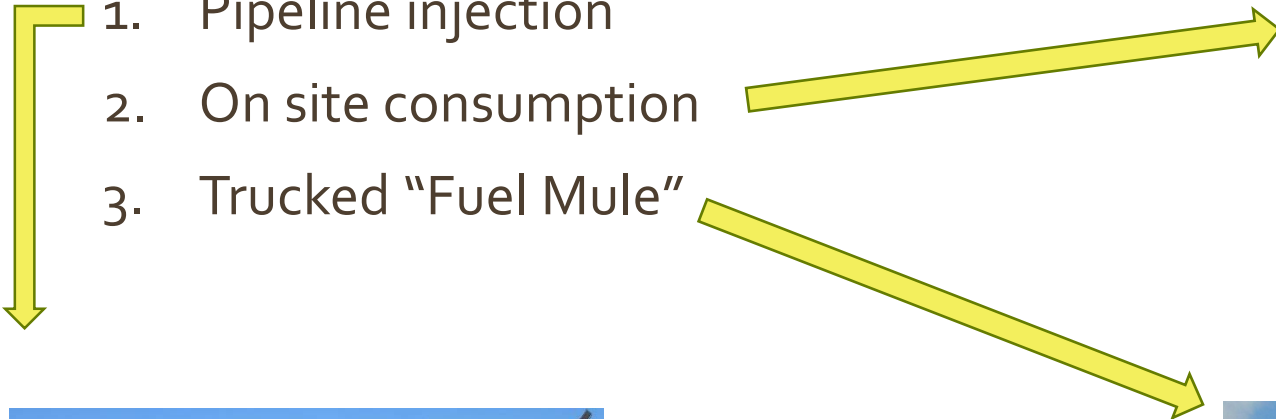 1. Pipeline injection
2. On site consumption
3. Trucked “Fuel Mule”